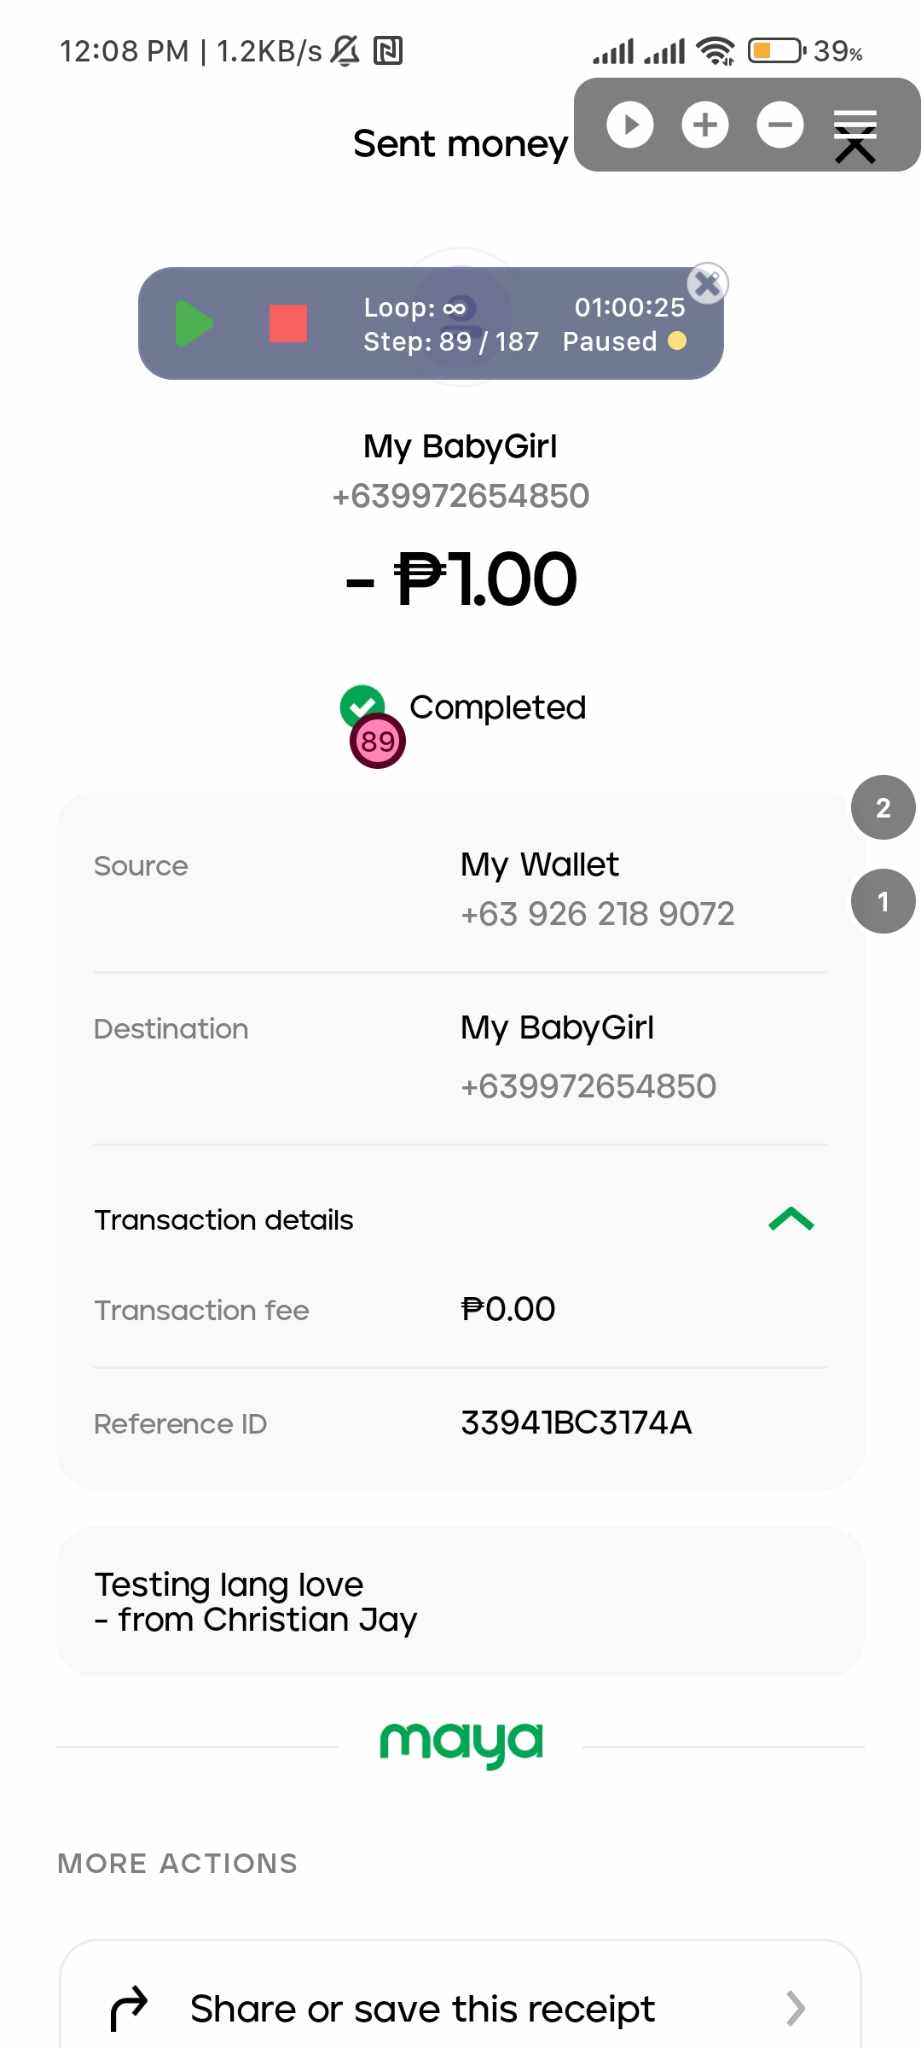 12:08 PM | 1.2KB/s 39%
Sent money
Loop: ∞ 01:00:25
Step: 89 / 187 Paused
My BabyGirl
+639972654850
- ₱1.00
Completed
89
2
Source My Wallet
+63 926 218 9072
1
Destination My BabyGirl
+639972654850
Transaction details
Transaction fee ₱0.00
Reference ID 33941BC3174A
Testing lang love
- from Christian Jay
maya
MORE ACTIONS
Share or save this receipt